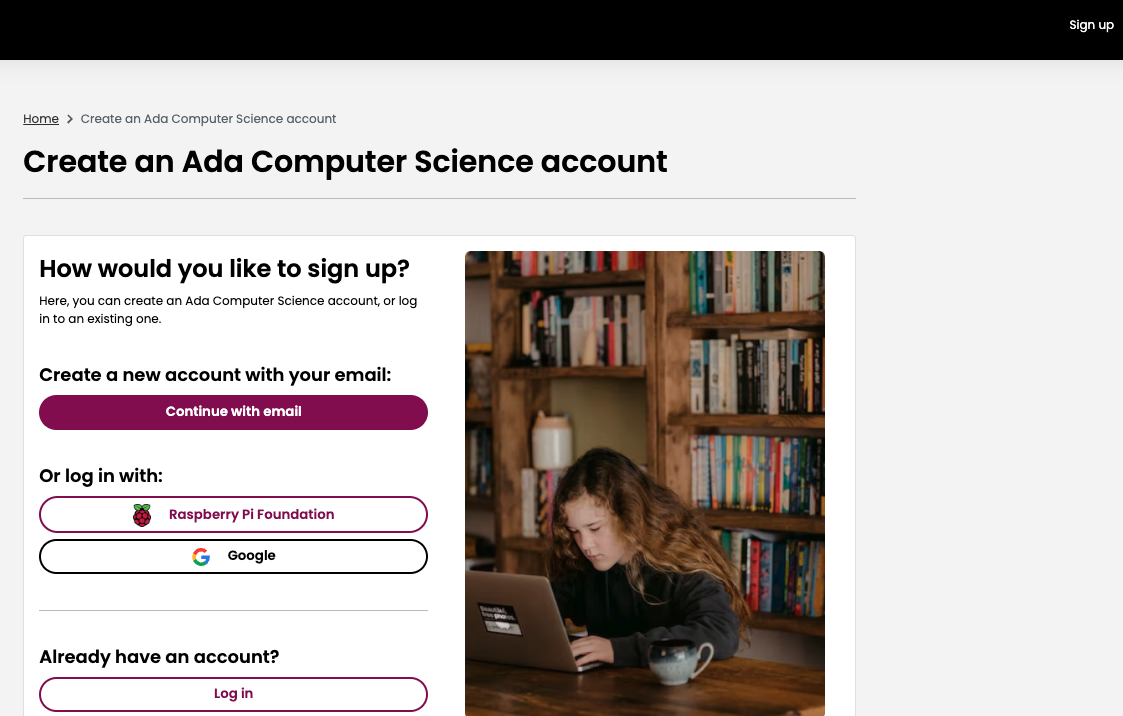 Sign up
Home
Create an Ada Computer Science account
Create an Ada Computer Science account
How would you like to sign up?
Here, you can create an Ada Computer Science account, or log
in to an existing one.
Create a new account with your email:
Continue with email
Or log in with:
Raspberry Pi Foundation
Google
Already have an account?
Log in